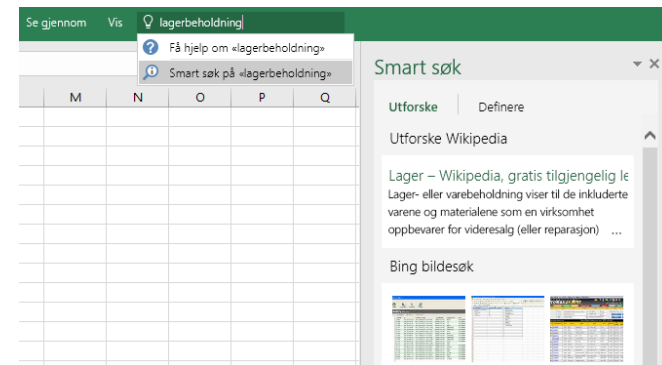 Se gjennom Vis lagerbeholdning
Få hjelp om «lagerbeholdning»
Smart søk på «lagerbeholdning»
M N O P Q
Smart søk
Utforske Definere
Utforske Wikipedia
Lager – Wikipedia, gratis tilgjengelig le
Lager- eller varebeholdning viser til de inkluderte
varene og materialene som en virksomhet
oppbevarer for videresalg (eller reparasjon) ...
Bing bildesøk